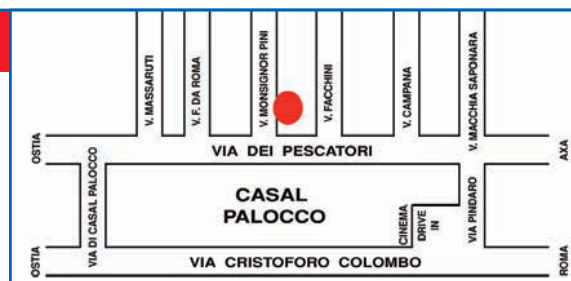 V. MASSARUTI
V. F. DA ROMA
V. MONSIGNOR PINI
V. FACCHINI
V. CAMPANA
V. MACCHIA SAPONARA
OSTIA
VIA DEI PESCATORI
AXA
VIA DI CASAL PALOCCO
CASAL
PALOCCO
CINEMA
DRIVE
IN
VIA PINDARO
OSTIA
VIA CRISTOFORO COLOMBO
ROMA